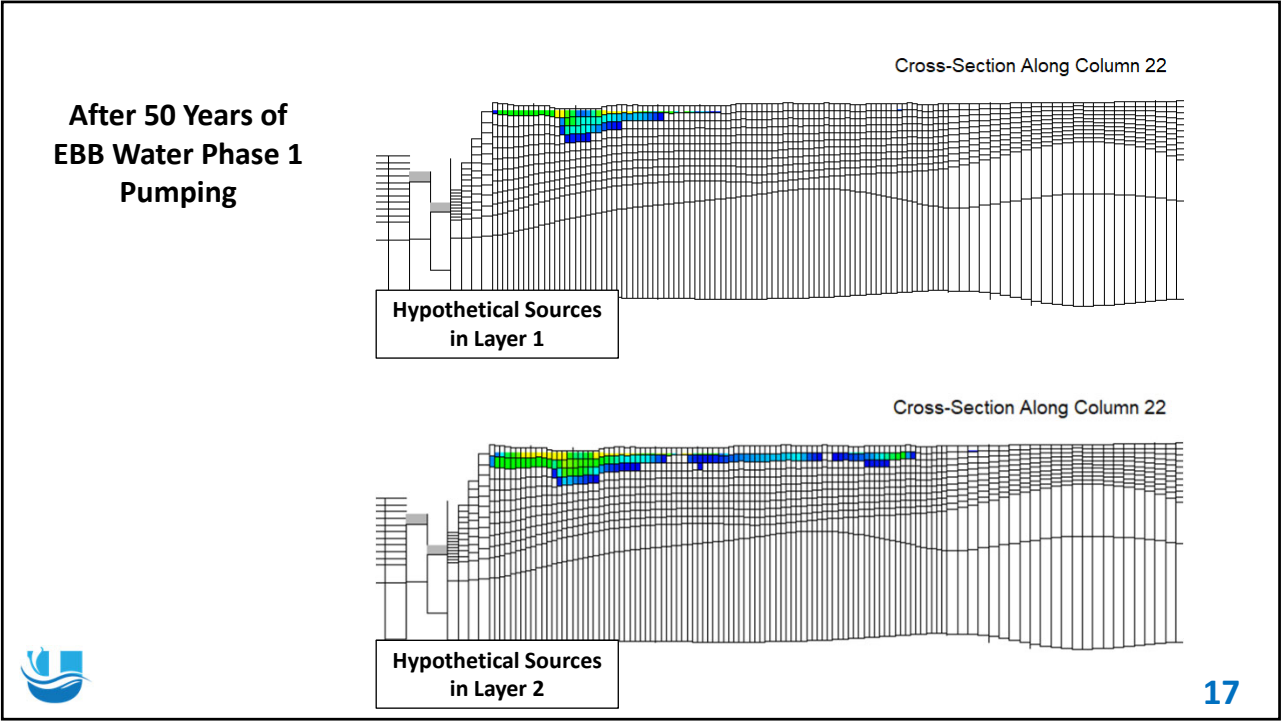 After 50 Years of
EBB Water Phase 1
Pumping
Cross-Section Along Column 22
Hypothetical Sources
in Layer 1
Cross-Section Along Column 22
Hypothetical Sources
in Layer 2
17